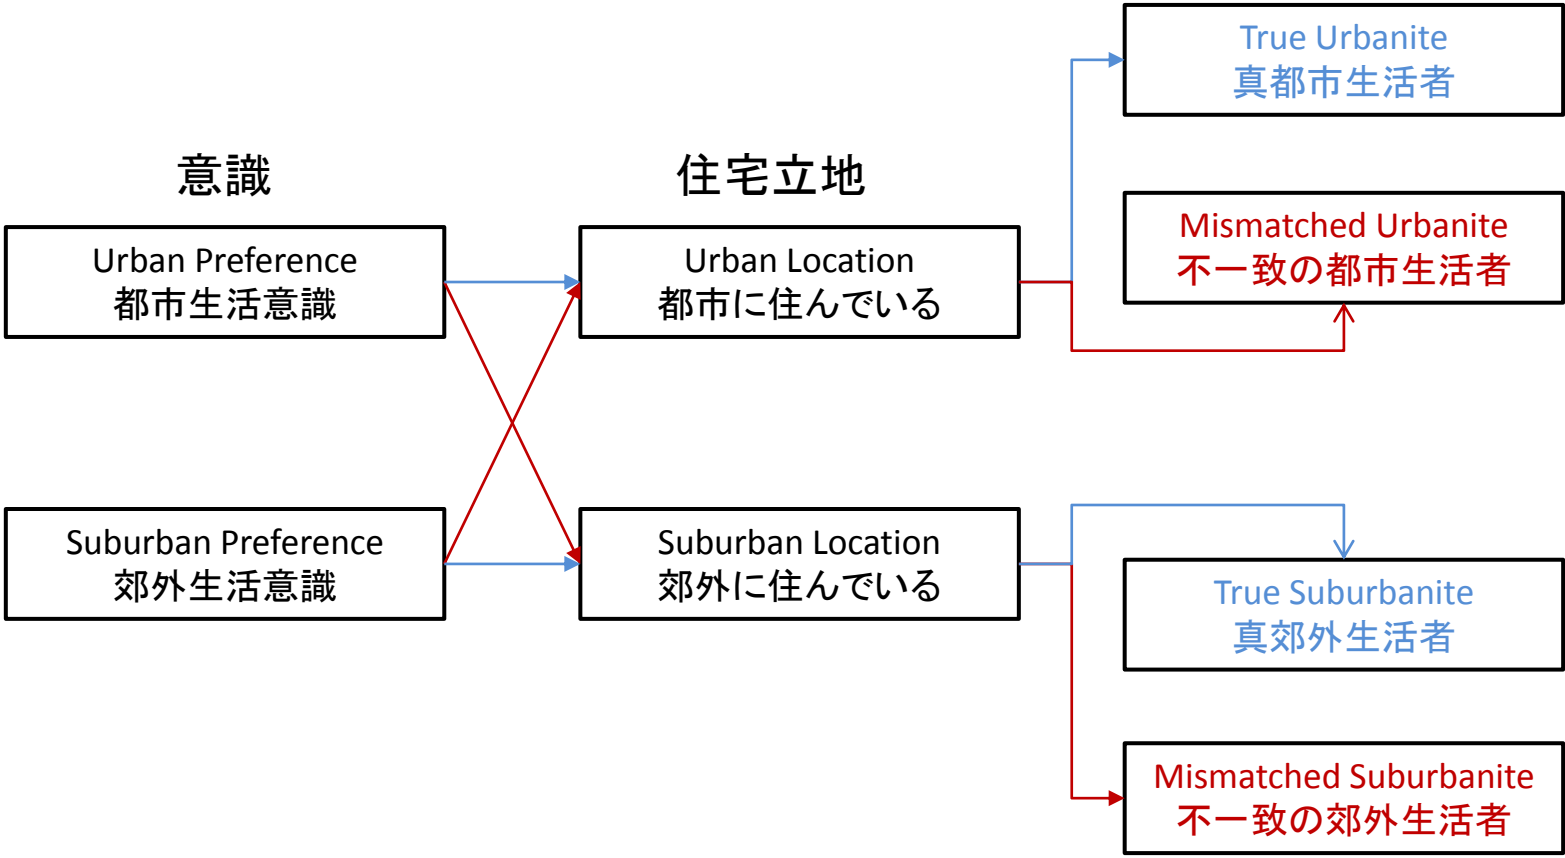 意識
Urban Preference
都市生活意識
Suburban Preference
郊外生活意識
住宅立地
Urban Location
都市に住んでいる
Suburban Location
郊外に住んでいる
True Urbanite
真都市生活者
Mismatched Urbanite
不一致の都市生活者
True Suburbanite
真郊外生活者
Mismatched Suburbanite
不一致の郊外生活者